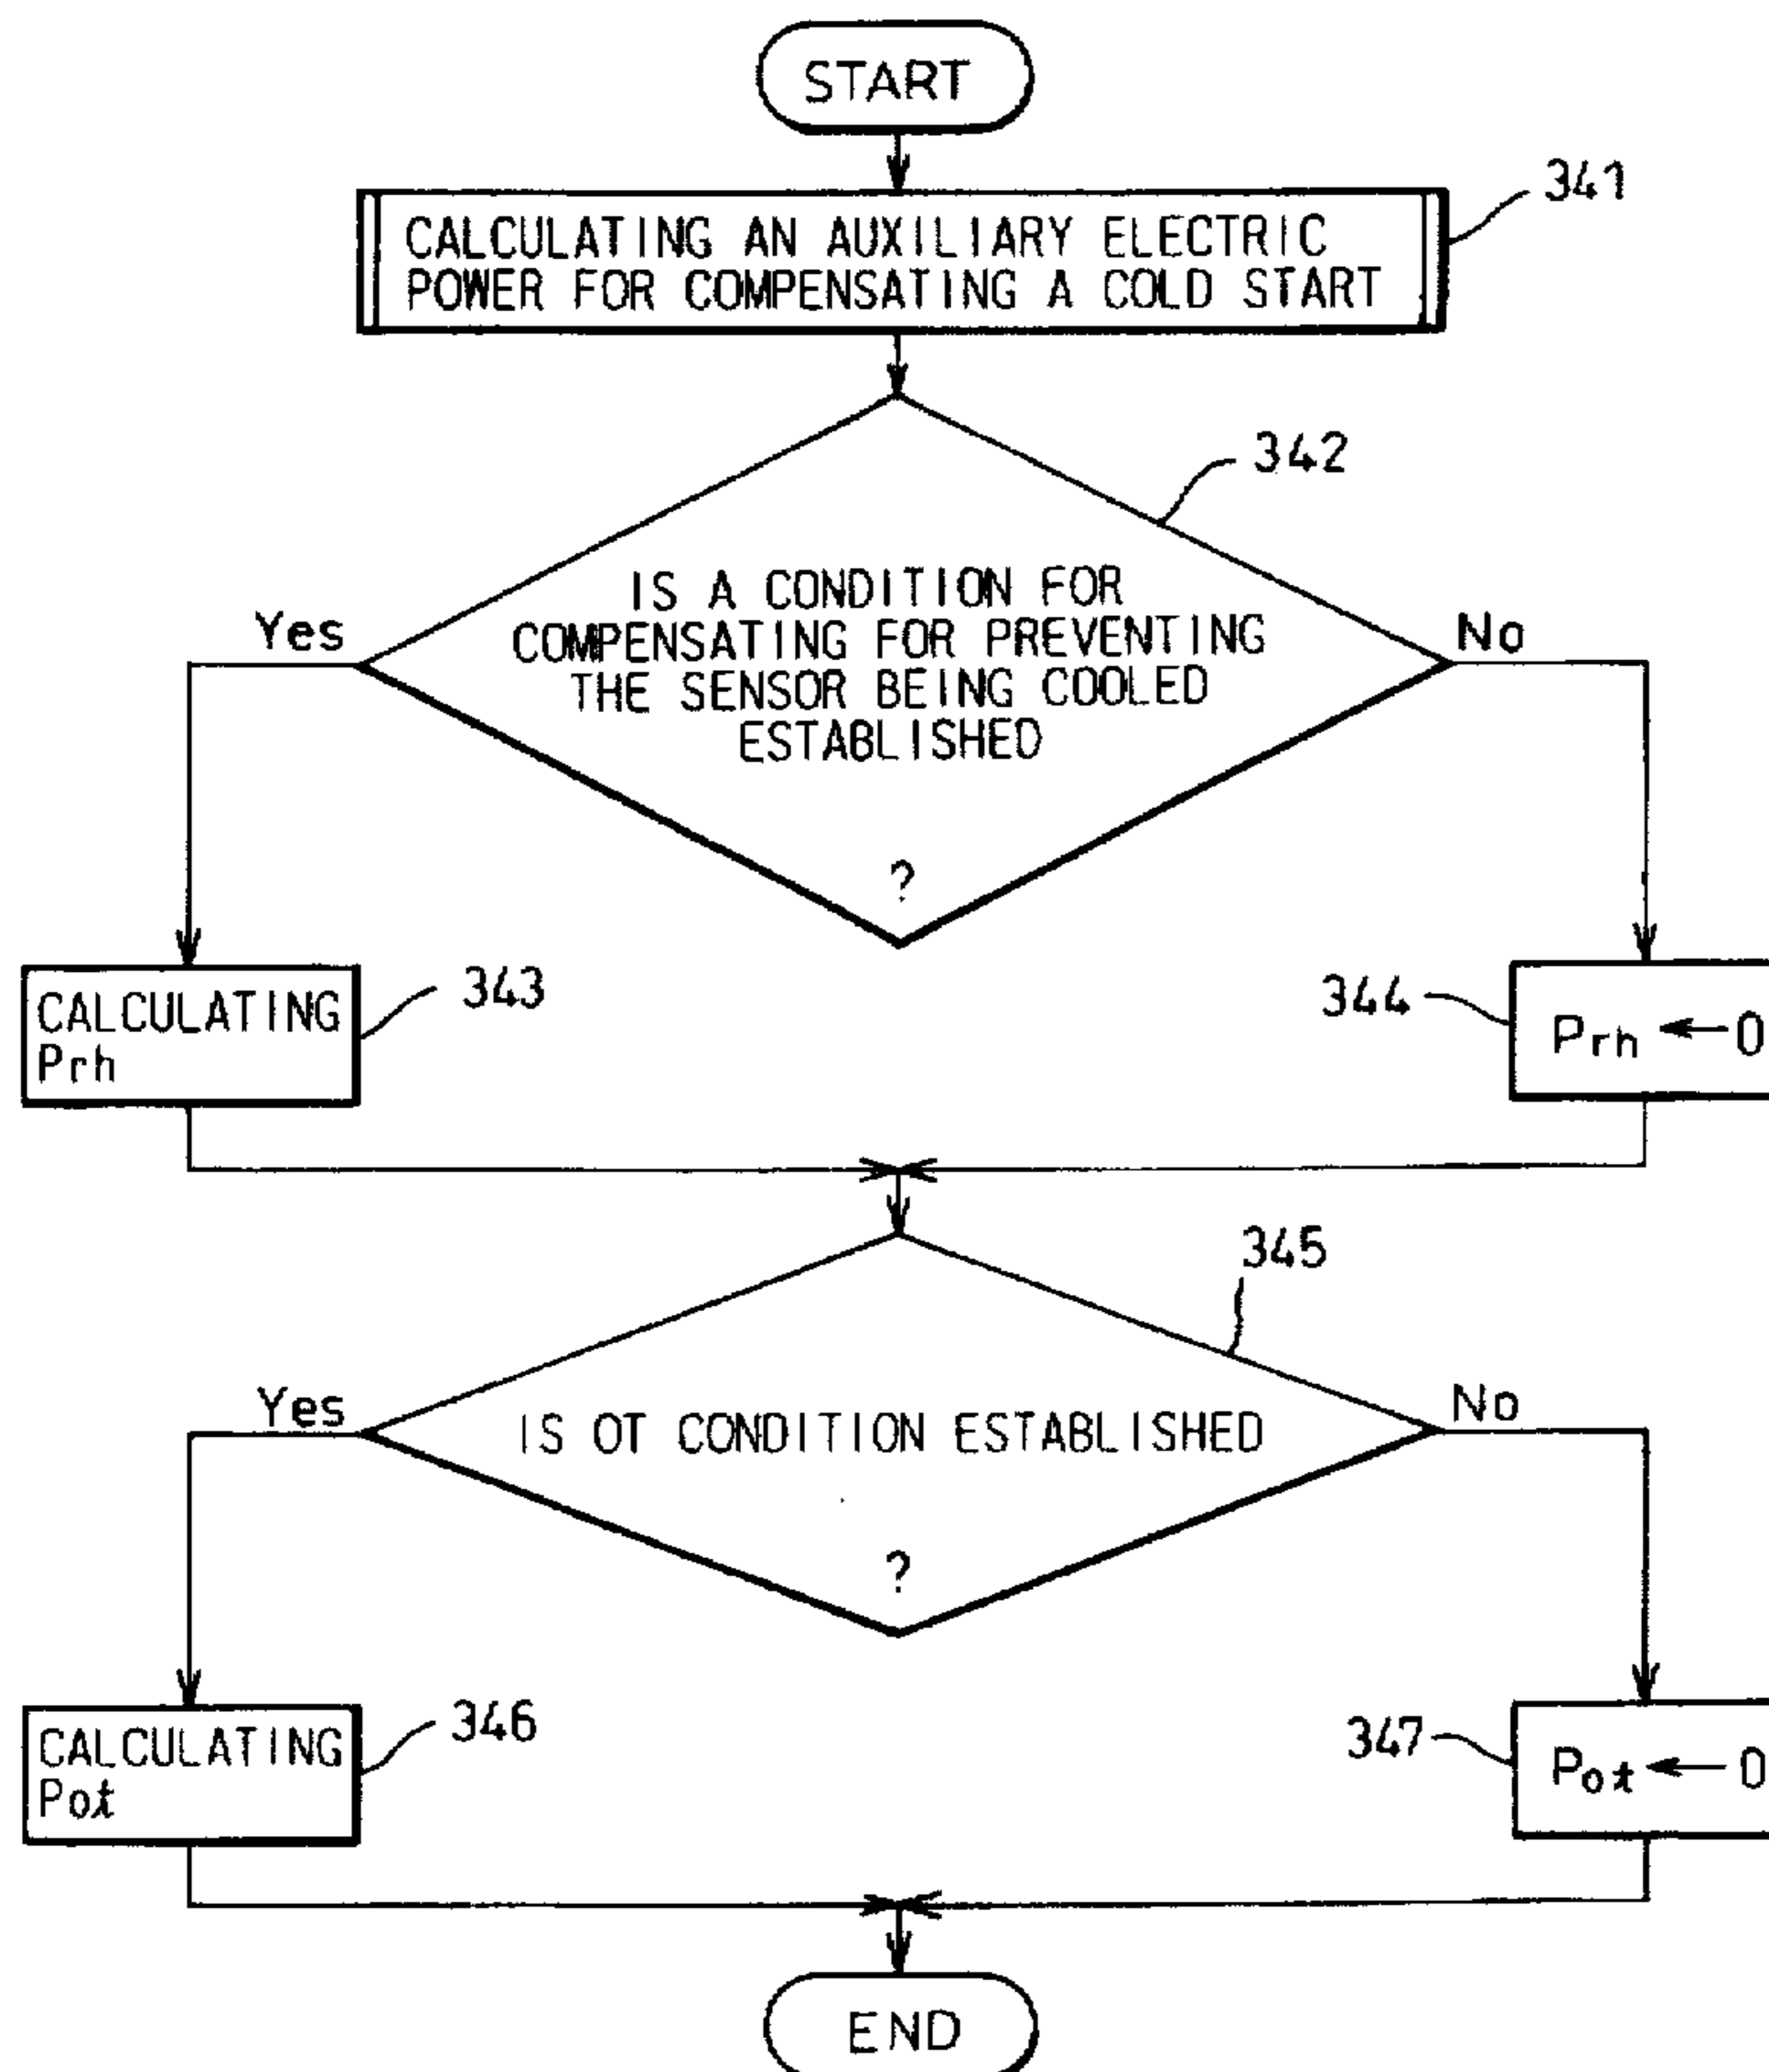 START
341
CALCULATING AN AUXILIARY ELECTRIC
POWER FOR COMPENSATING A COLD START
342
IS A CONDITION FOR
COMPENSATING FOR PREVENTING
THE SENSOR BEING COOLED
ESTABLISHED
?
Yes
No
CALCULATING
Prh
343
344
Prh ← 0
345
IS OT CONDITION ESTABLISHED
?
Yes
No
CALCULATING
Pot
346
347
Pot ← 0
END